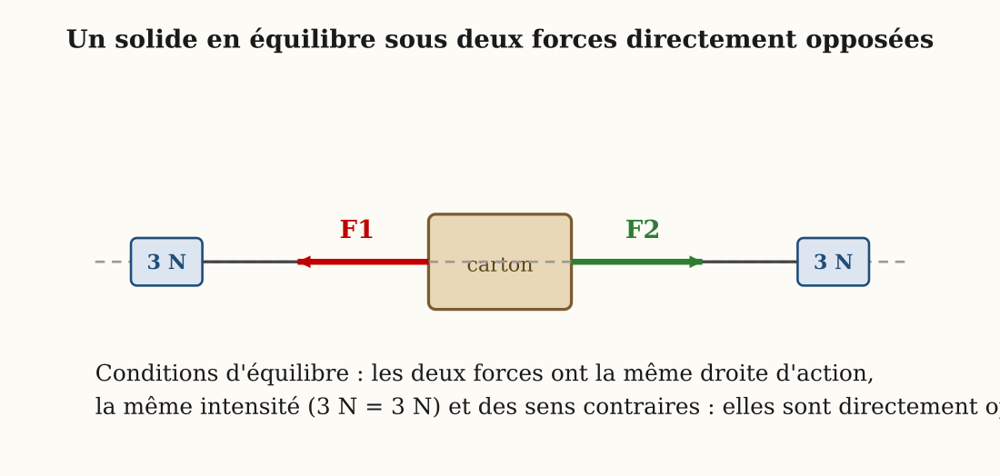 Un solide en équilibre sous deux forces directement opposées
F1
F2
3 N
carton
3 N
Conditions d'équilibre : les deux forces ont la même droite d'action,
la même intensité (3 N = 3 N) et des sens contraires : elles sont directement